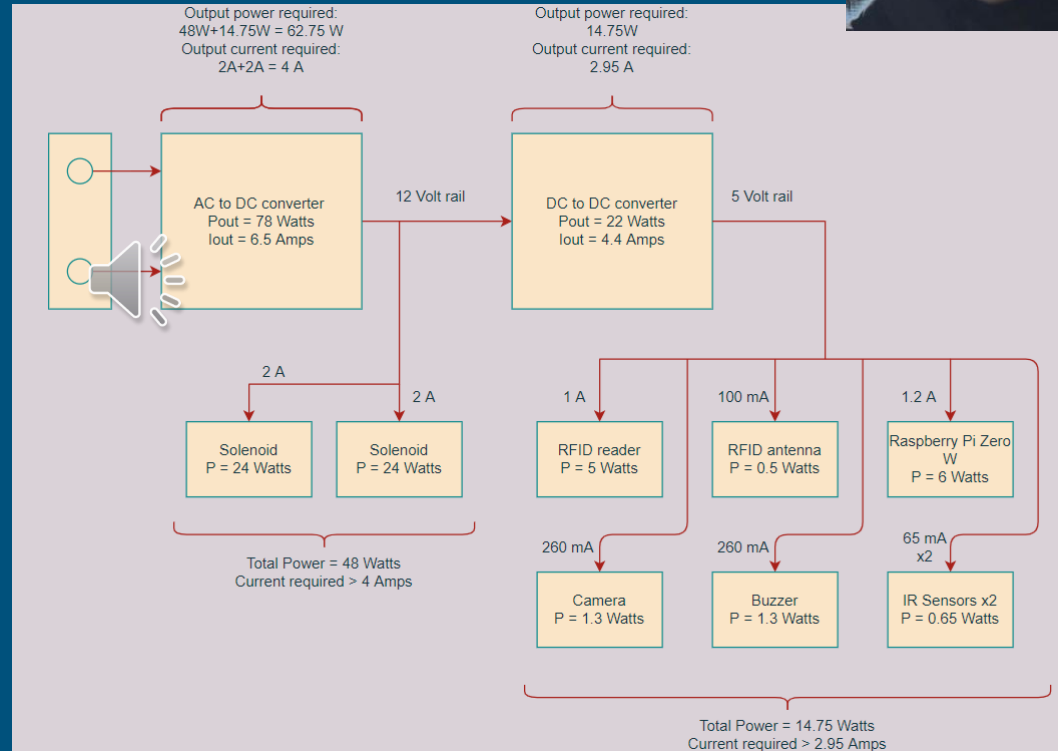 Output power required:
48W+14.75W = 62.75 W
Output current required:
2A+2A = 4 A
Output power required:
14.75W
Output current required:
2.95 A
AC to DC converter
Pout = 78 Watts
Iout = 6.5 Amps
12 Volt rail
DC to DC converter
Pout = 22 Watts
Iout = 4.4 Amps
5 Volt rail
2 A
2 A
Solenoid
P = 24 Watts
Solenoid
P = 24 Watts
Total Power = 48 Watts
Current required > 4 Amps
1 A
100 mA
1.2 A
RFID reader
P = 5 Watts
RFID antenna
P = 0.5 Watts
Raspberry Pi Zero
W
P = 6 Watts
260 mA
260 mA
65 mA
x2
Camera
P = 1.3 Watts
Buzzer
P = 1.3 Watts
IR Sensors x2
P = 0.65 Watts
Total Power = 14.75 Watts
Current required > 2.95 Amps